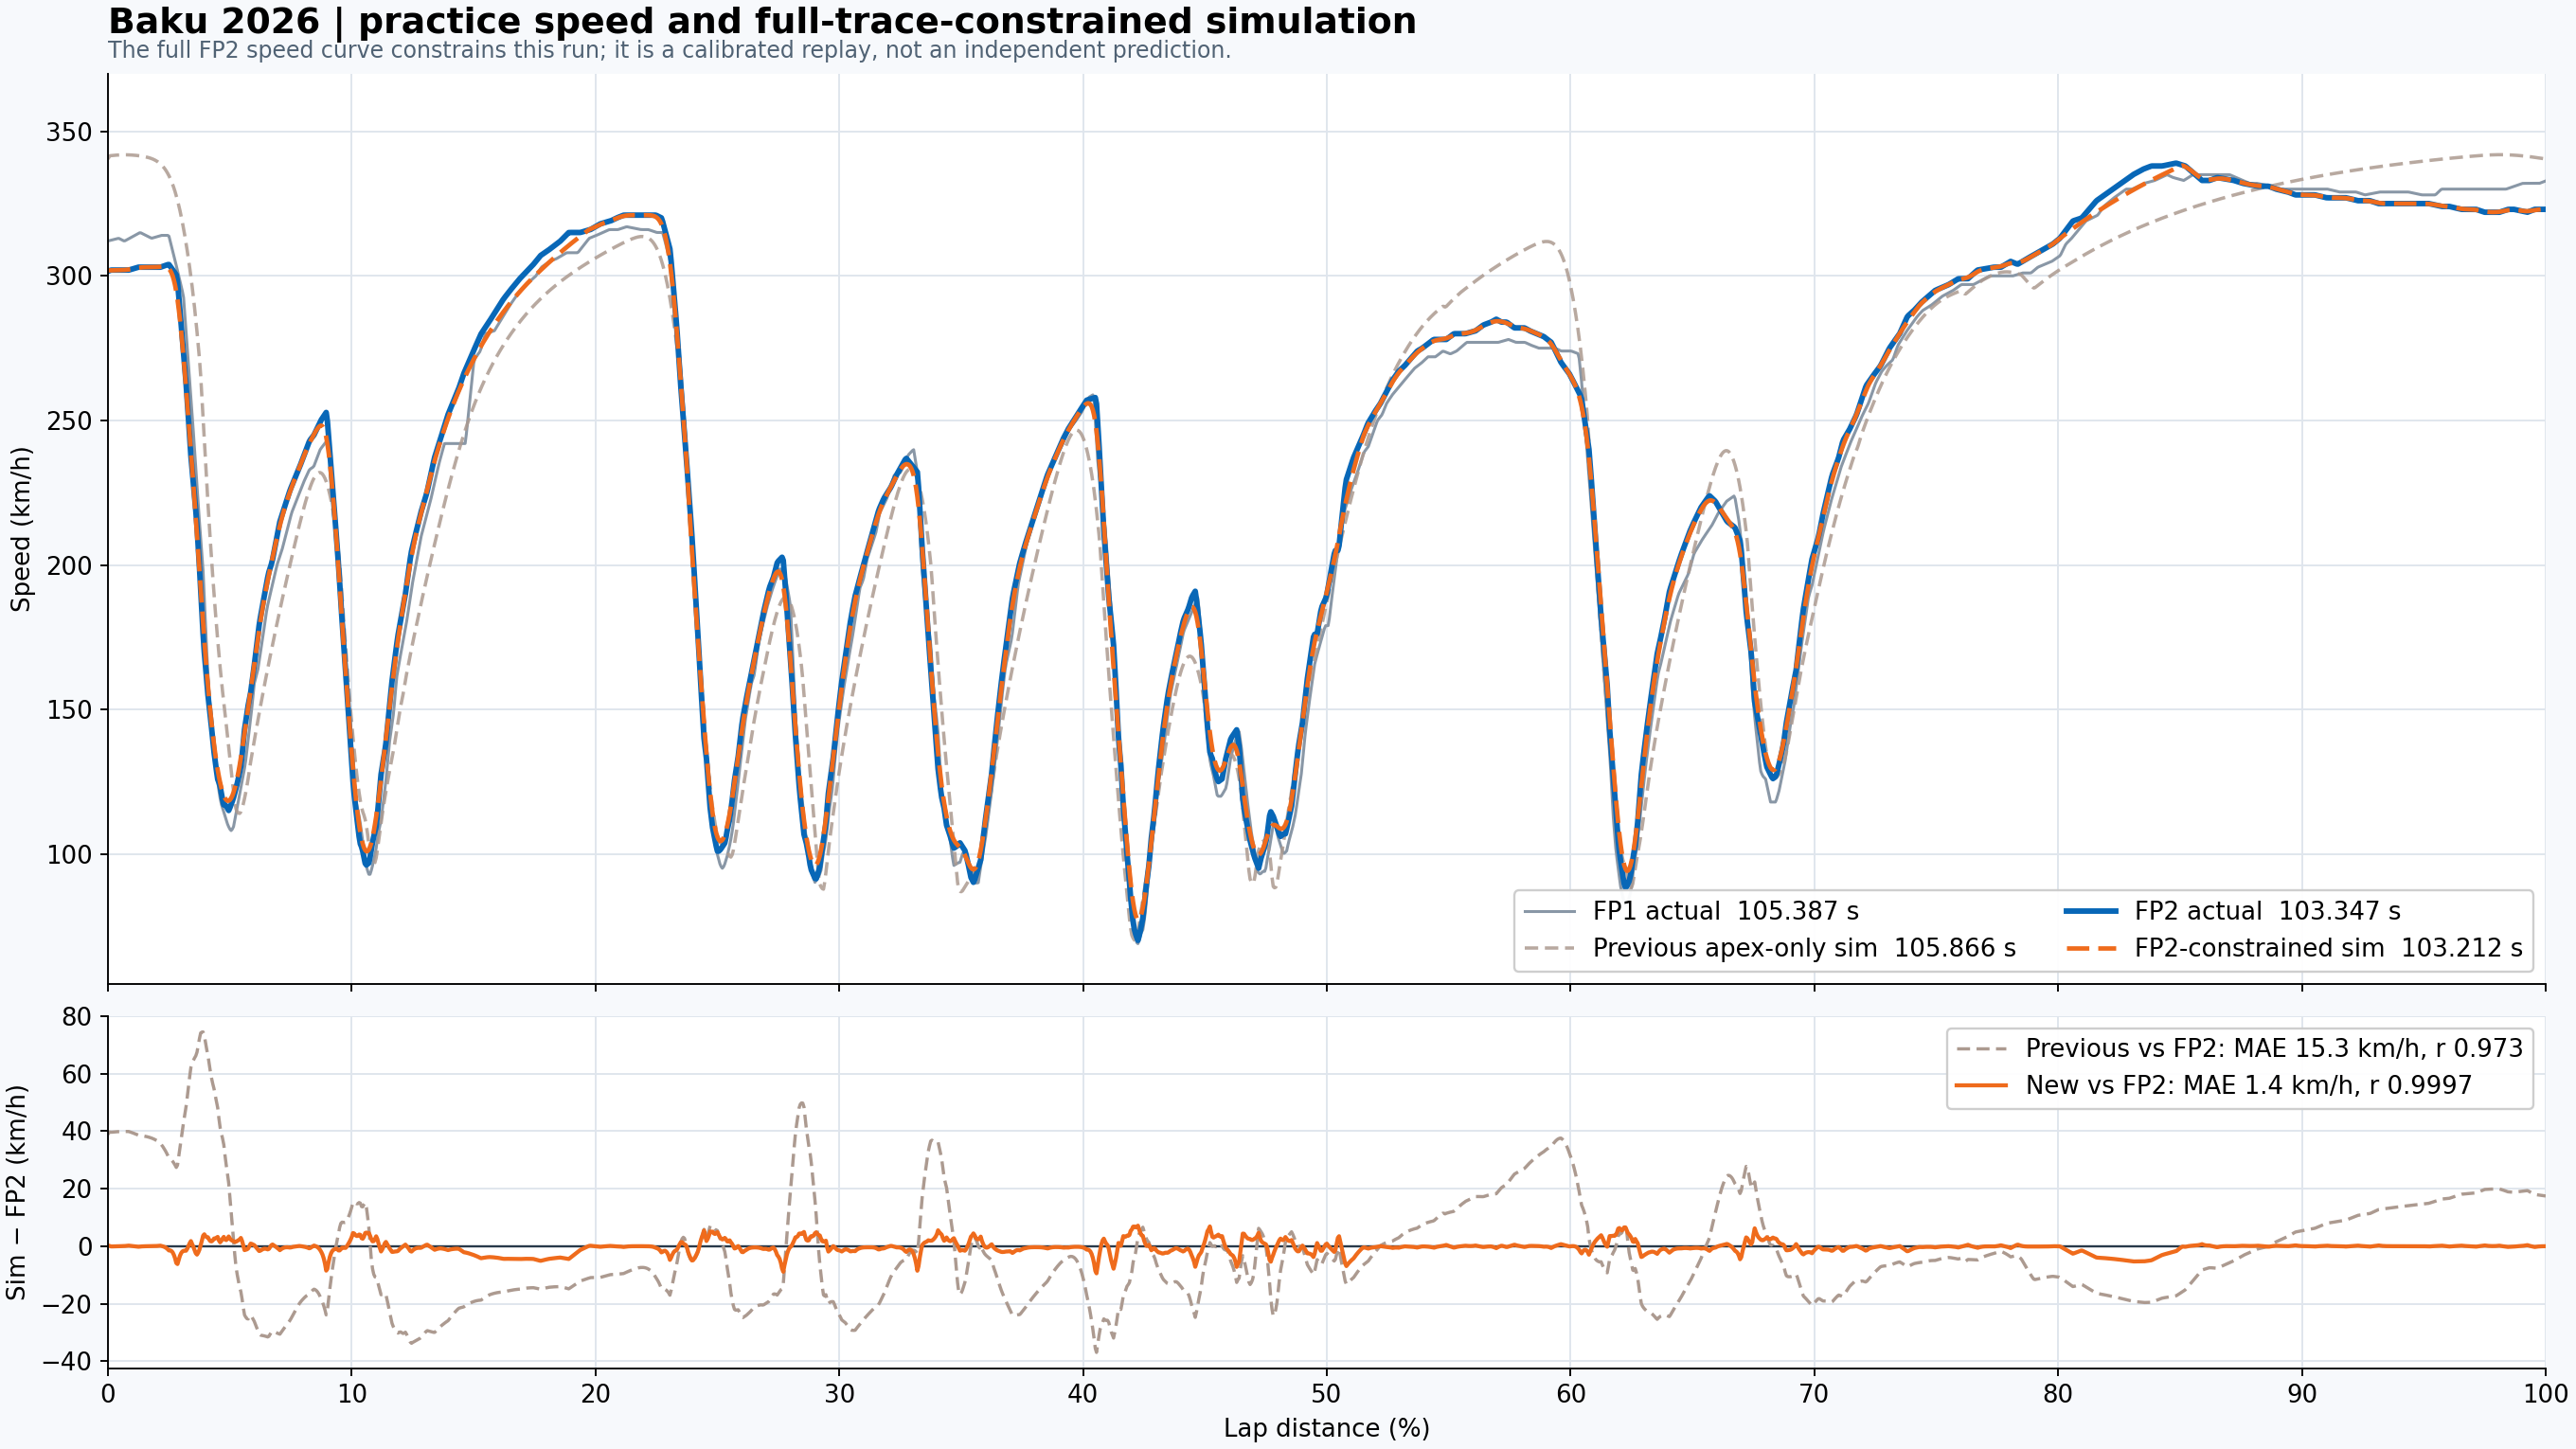 Baku 2026 | practice speed and full-trace-constrained simulation
The full FP2 speed curve constrains this run; it is a calibrated replay, not an independent prediction.
Speed (km/h)
350
300
250
200
150
100
FP1 actual  105.387 s
Previous apex-only sim  105.866 s
FP2 actual  103.347 s
FP2-constrained sim  103.212 s
Sim − FP2 (km/h)
80
60
40
20
0
−20
−40
Previous vs FP2: MAE 15.3 km/h, r 0.973
New vs FP2: MAE 1.4 km/h, r 0.9997
0 10 20 30 40 50 60 70 80 90 100
Lap distance (%)